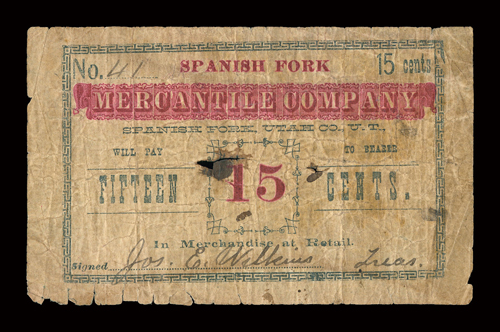 No. 41 SPANISH FORK 15 cents
MERCANTILE COMPANY
SPANISH FORK, UTAH CO. U.T.,
WILL PAY TO BEARER
FIFTEEN 15 CENTS.
In Merchandise, at Retail.
Signed Jos. E. Wilkins Treas.